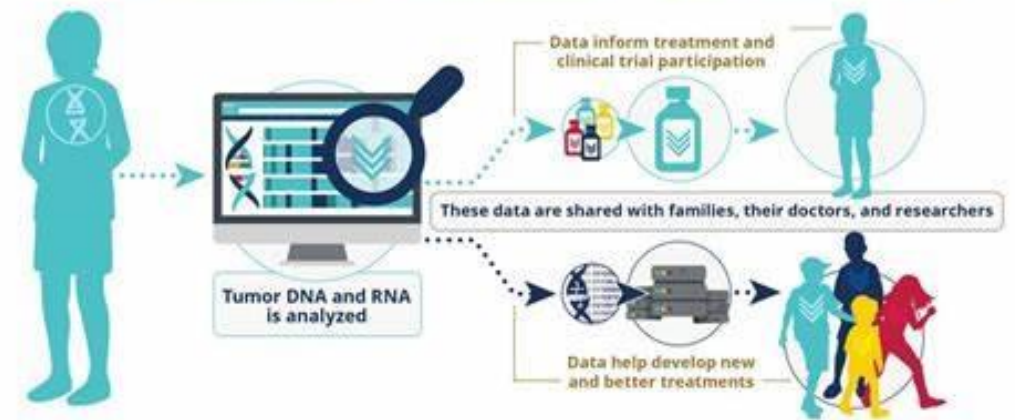 Data inform treatment and
clinical trial participation
These data are shared with families, their doctors, and researchers
Tumor DNA and RNA
is analyzed
Data help develop new
and better treatments